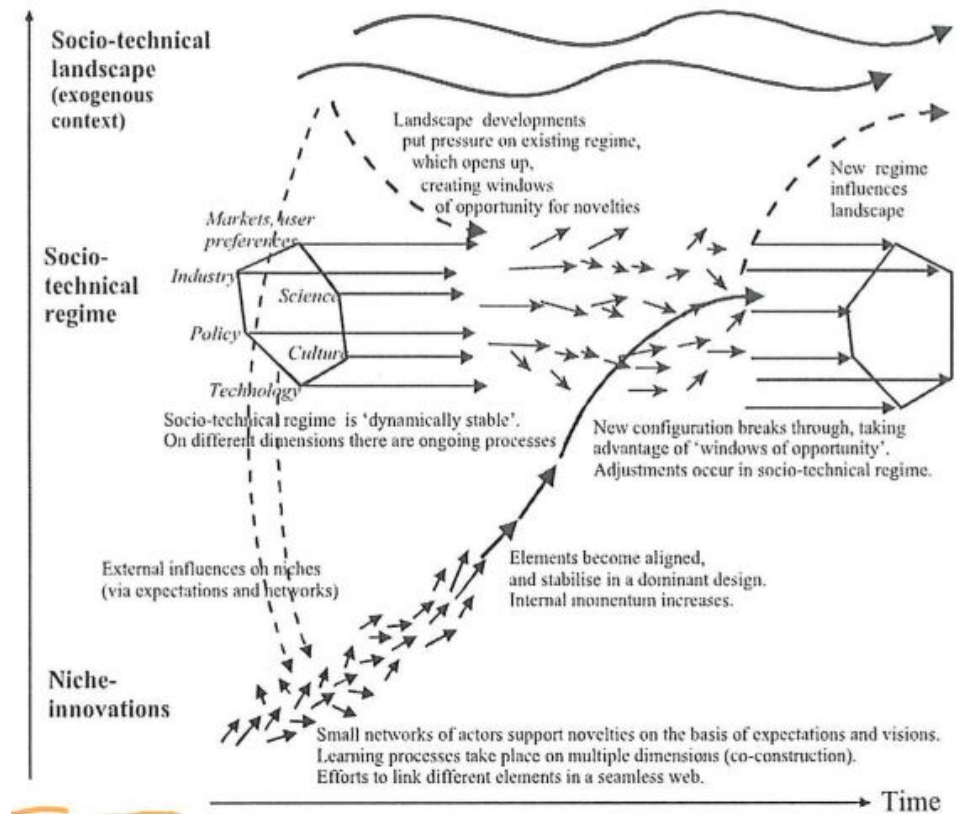 Socio-technical
landscape
(exogenous
context)
Landscape developments
put pressure on existing regime,
which opens up,
creating windows
of opportunity for novelties
New regime
influences
landscape
Markets, user
preferences
Industry
Science
Policy
Culture
Technology
Socio-
technical
regime
Socio-technical regime is ‘dynamically stable’.
On different dimensions there are ongoing processes
New configuration breaks through, taking
advantage of ‘windows of opportunity’.
Adjustments occur in socio-technical regime.
External influences on niches
(via expectations and networks)
Elements become aligned,
and stabilise in a dominant design.
Internal momentum increases.
Niche-
innovations
Small networks of actors support novelties on the basis of expectations and visions.
Learning processes take place on multiple dimensions (co-construction).
Efforts to link different elements in a seamless web.
Time